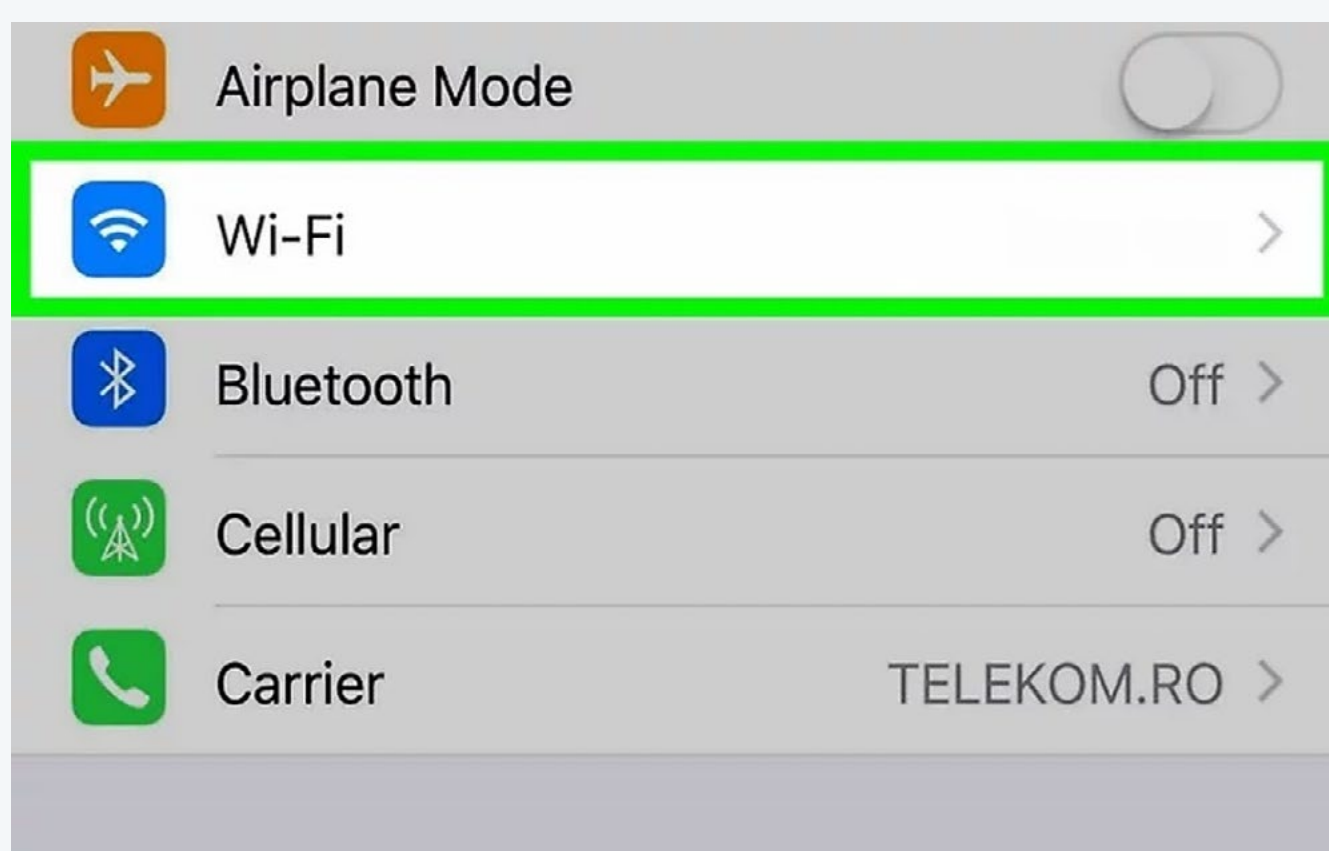 Airplane Mode
Wi-Fi
Bluetooth Off
Cellular Off
Carrier TELEKOM.RO